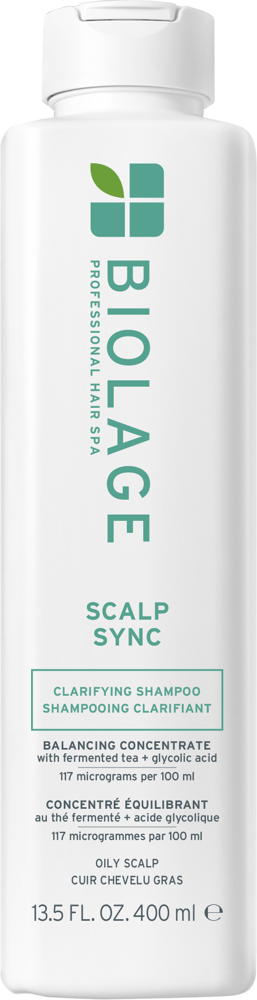 BIOLAGE
PROFESSIONAL HAIR SPA
SCALP
SYNC
CLARIFYING SHAMPOO
SHAMPOOING CLARIFIANT
BALANCING CONCENTRATE
with fermented tea + glycolic acid
117 micrograms per 100 ml
CONCENTRÉ ÉQUILIBRANT
au thé fermenté + acide glycolique
117 microgrammes par 100 ml
OILY SCALP
CUIR CHEVELU GRAS
13.5 FL. OZ. 400 ml ℮